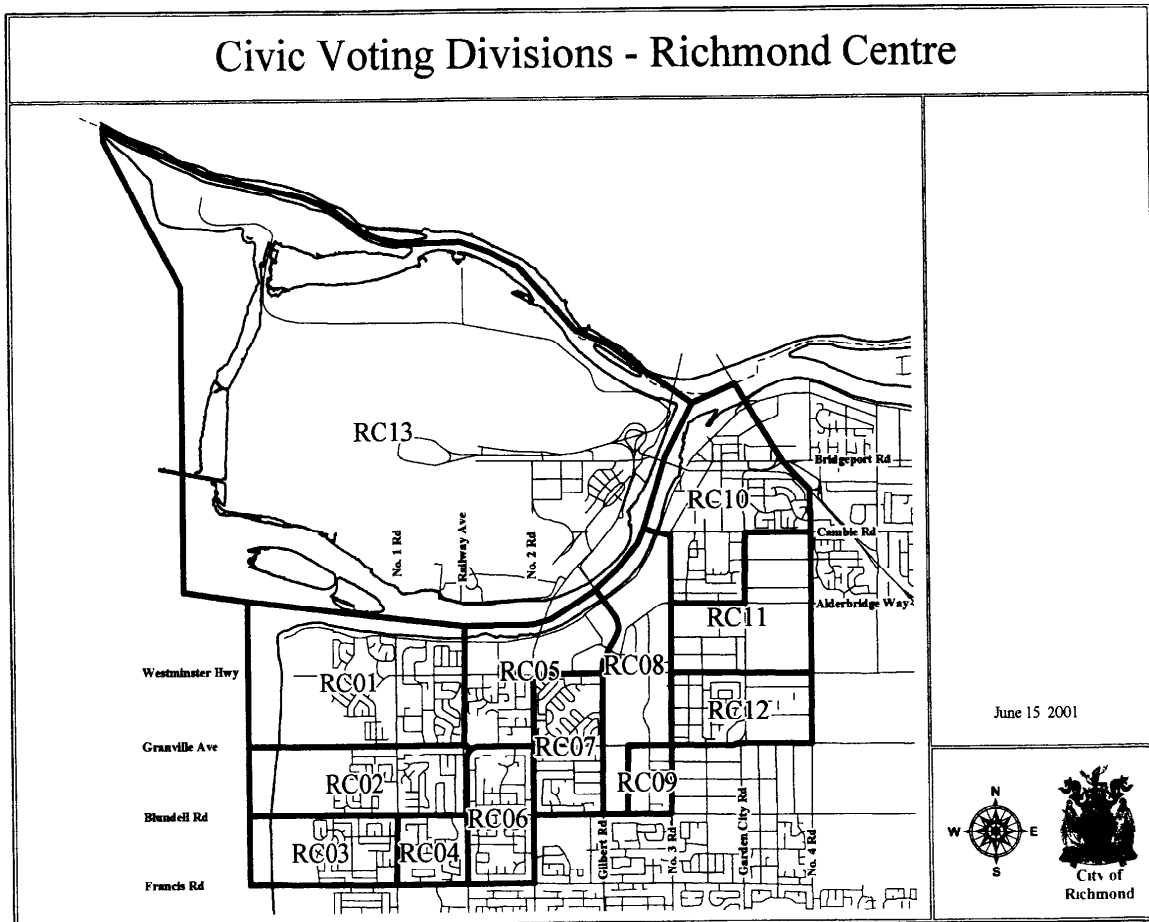 Civic Voting Divisions - Richmond Centre
RC13
Bridgeport Rd
RC10
No. 1 Rd
Railway Ave
No. 2 Rd
Cambie Rd
Alderbridge Way
RC11
Westminster Hwy
RC01
RC05
RC08
RC12
June 15 2001
Granville Ave
RC07
RC02
RC09
Blundell Rd
RC06
RC03
RC04
Gilbert Rd
No. 3 Rd
Garden City Rd
No. 4 Rd
Francis Rd
N
W
E
S
City of
Richmond